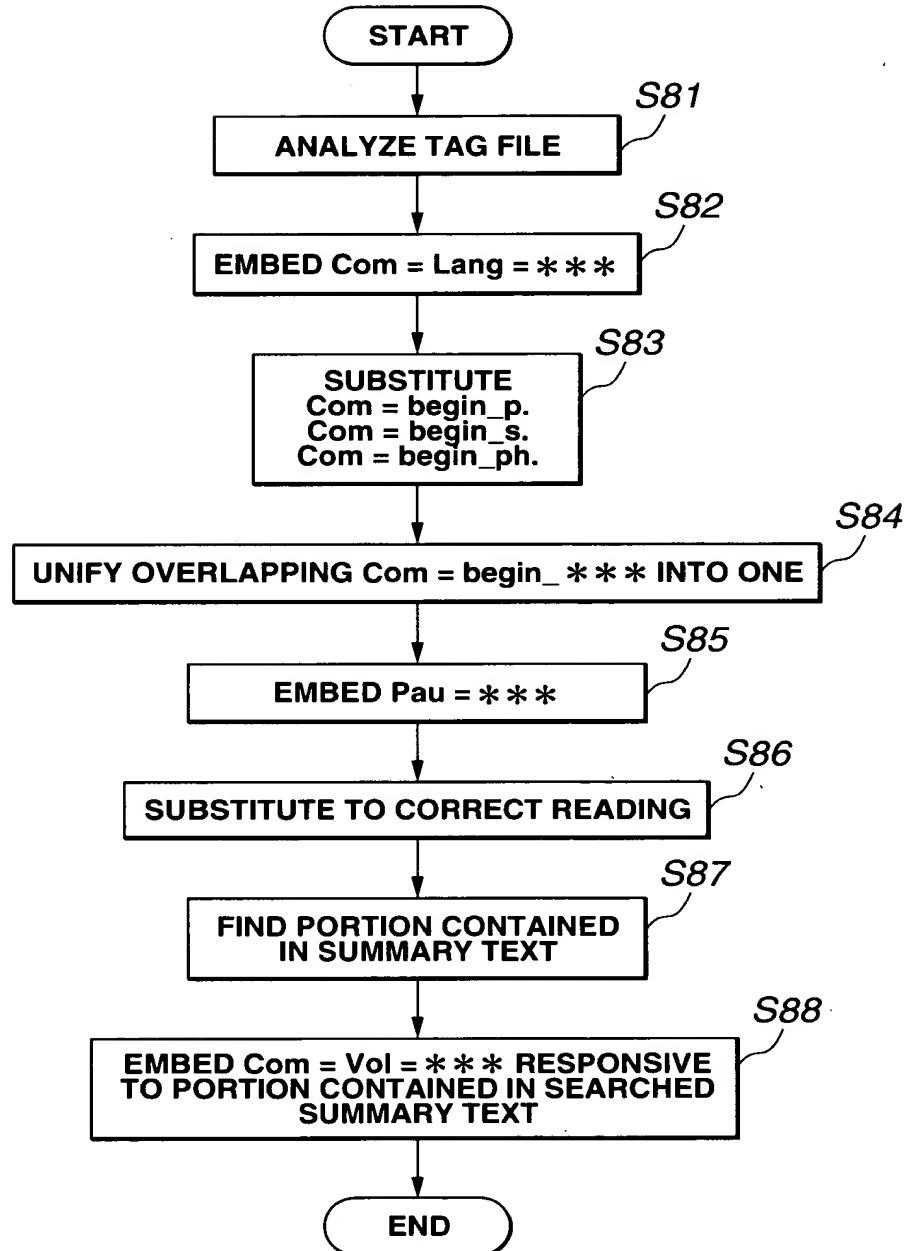 START
S81
ANALYZE TAG FILE
S82
EMBED Com = Lang = ***
S83
SUBSTITUTE
Com = begin_p.
Com = begin_s.
Com = begin_ph.
S84
UNIFY OVERLAPPING Com = begin_ *** INTO ONE
S85
EMBED Pau = ***
S86
SUBSTITUTE TO CORRECT READING
S87
FIND PORTION CONTAINED
IN SUMMARY TEXT
S88
EMBED Com = Vol = *** RESPONSIVE
TO PORTION CONTAINED IN SEARCHED
SUMMARY TEXT
END